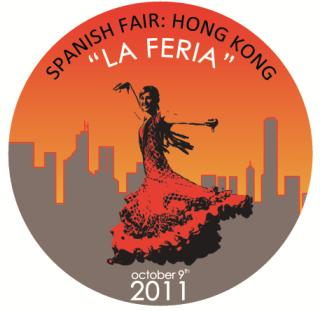 SPANISH FAIR: HONG KONG
"LA FERIA"
october 9th
2011